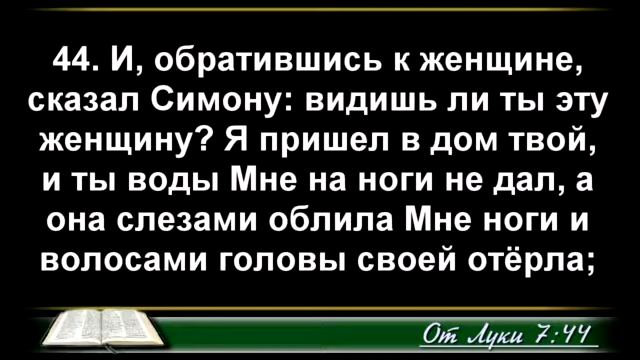 44. И, обратившись к женщине,
сказал Симону: видишь ли ты эту
женщину? Я пришел в дом твой,
и ты воды Мне на ноги не дал, а
она слезами облила Мне ноги и
волосами головы своей отёрла;
От Луки 7:44